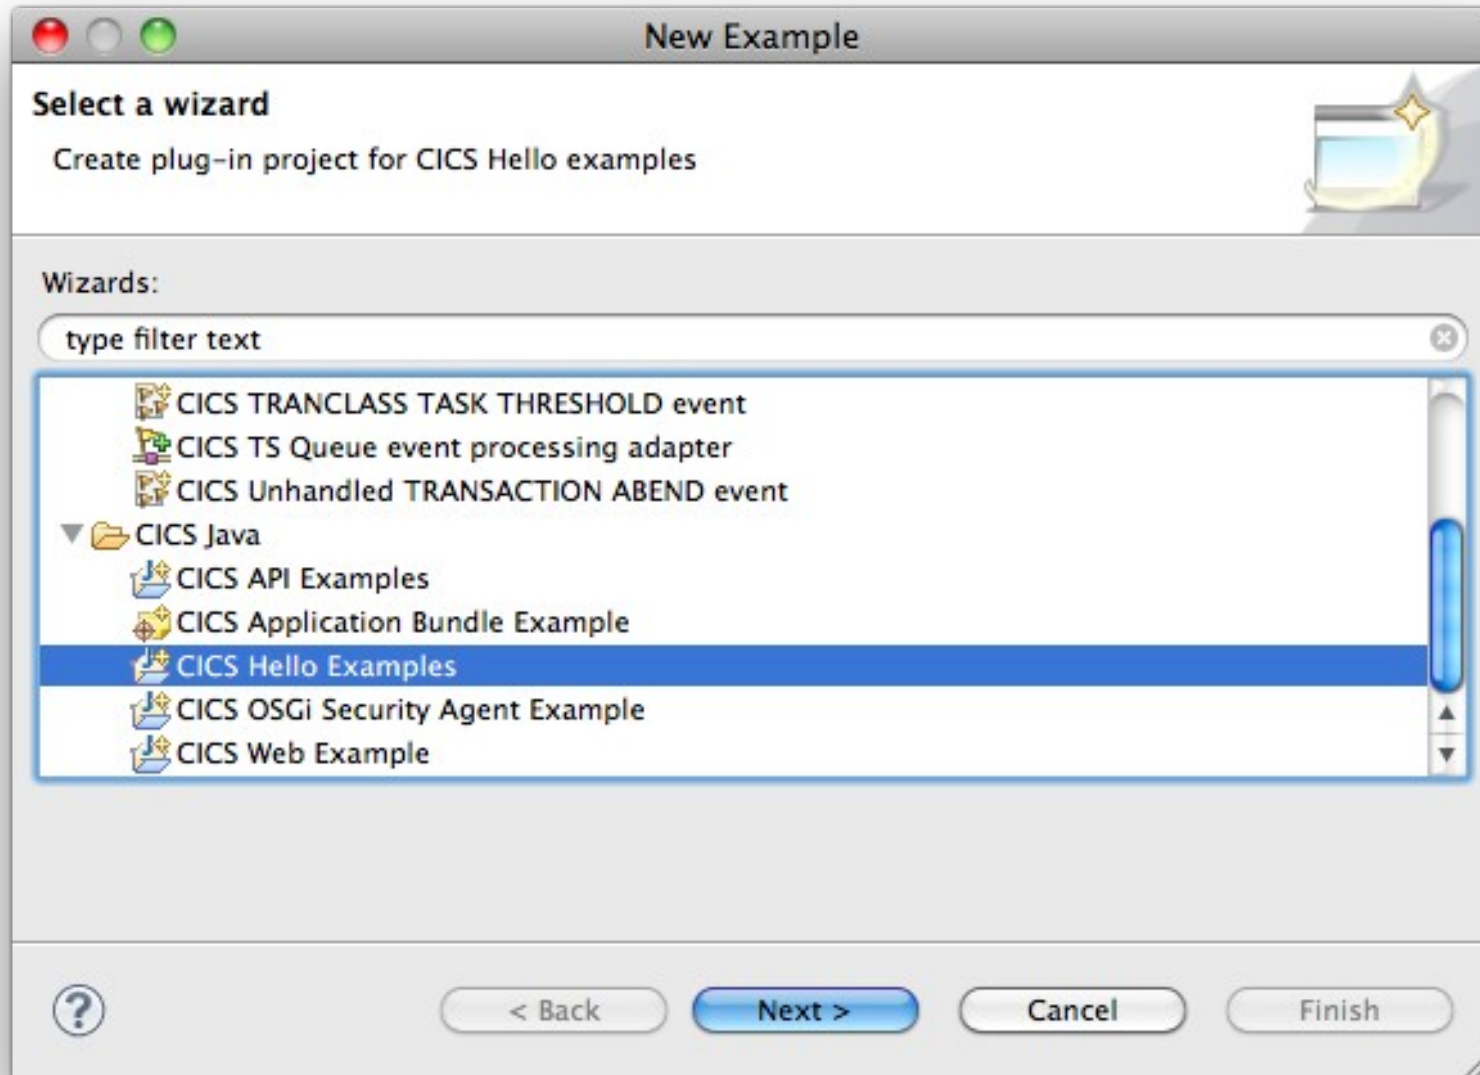 New Example
Select a wizard
Create plug-in project for CICS Hello examples
Wizards:
type filter text
CICS TRANCLASS TASK THRESHOLD event
CICS TS Queue event processing adapter
CICS Unhandled TRANSACTION ABEND event
CICS Java
CICS API Examples
CICS Application Bundle Example
CICS Hello Examples
CICS OSGi Security Agent Example
CICS Web Example
? < Back Next > Cancel Finish